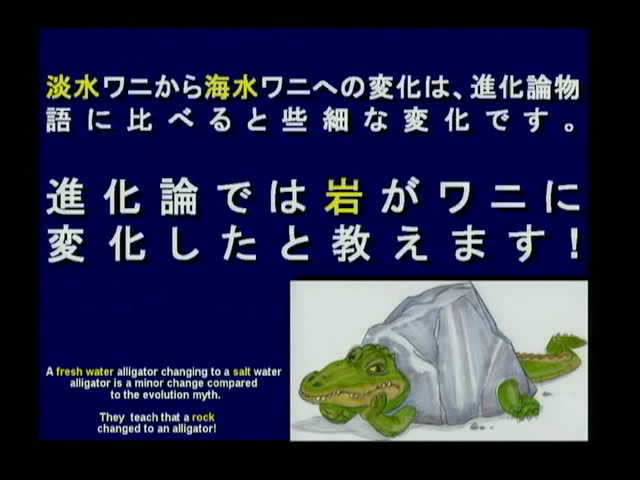 淡水ワニから海水ワニへの変化は、進化論物
語に比べると些細な変化です。
進化論では岩がワニに
変化したと教えます!
A fresh water alligator changing to a salt water
alligator is a minor change compared
to the evolution myth.
They teach that a rock
changed to an alligator!